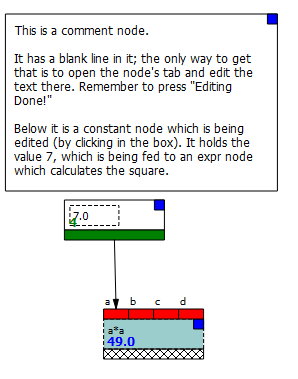 This is a comment node.
It has a blank line in it; the only way to get
that is to open the node's tab and edit the
text there. Remember to press "Editing
Done!"
Below it is a constant node which is being
edited (by clicking in the box). It holds the
value 7, which is being fed to an expr node
which calculates the square.
7.0
a b c d
a*a
49.0